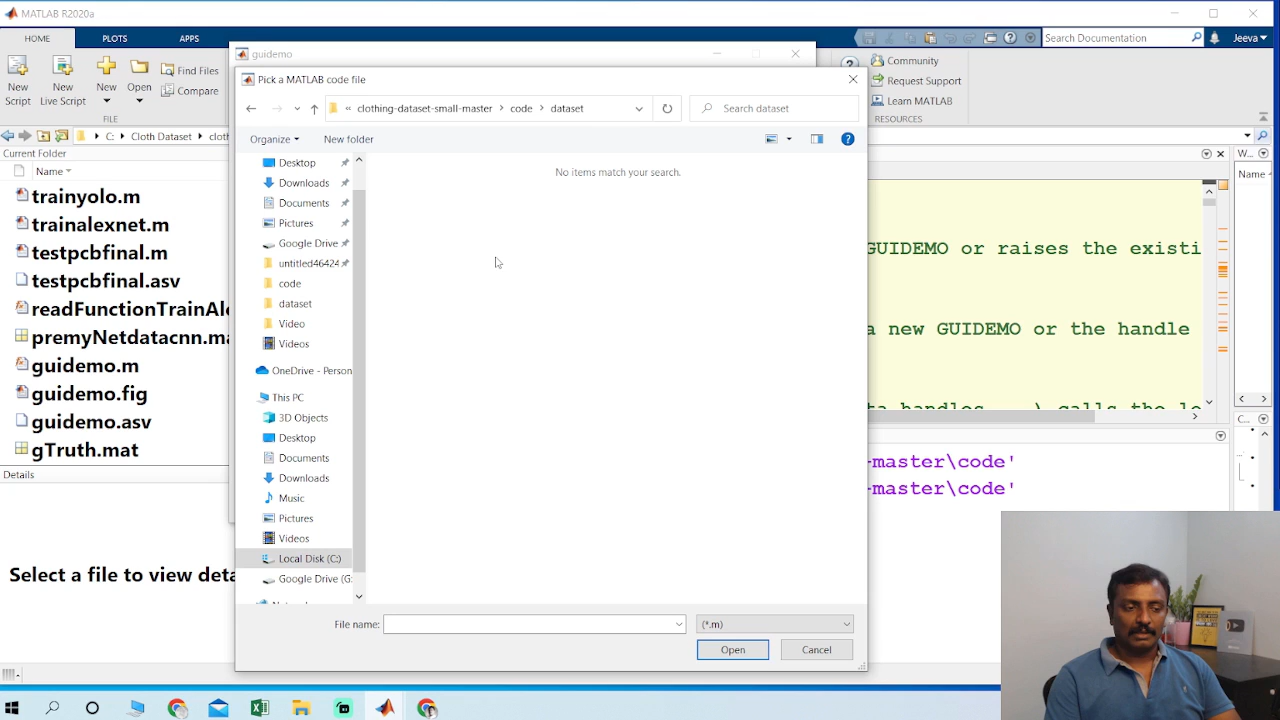 MATLAB R2020a
HOME
PLOTS
APPS
Search Documentation
Jeeva
New Script
New Live Script
New
Open
Find Files
Compare
FILE
Community
Request Support
Learn MATLAB
RESOURCES
C:
Cloth Dataset
Current Folder
Name
trainyolo.m
trainalexnet.m
testpcbfinal.m
testpcbfinal.asv
guidemo.m
guidemo.fig
guidemo.asv
gTruth.mat
Details
Select a file to view
guidemo
Pick a MATLAB code file
« clothing-dataset-small-master
code
dataset
Search dataset
Organize
New folder
No items match your search.
Desktop
Downloads
Documents
Pictures
Google Drive
untitled46424
code
dataset
Video
Videos
OneDrive - Person
This PC
3D Objects
Desktop
Documents
Downloads
Music
Pictures
Videos
Local Disk (C:)
Google Drive (G:
File name:
(*.m)
Open
Cancel
W...
Name
GUIDEMO or raises the existi
a new GUIDEMO or the handle
-master\code'
-master\code'
C...